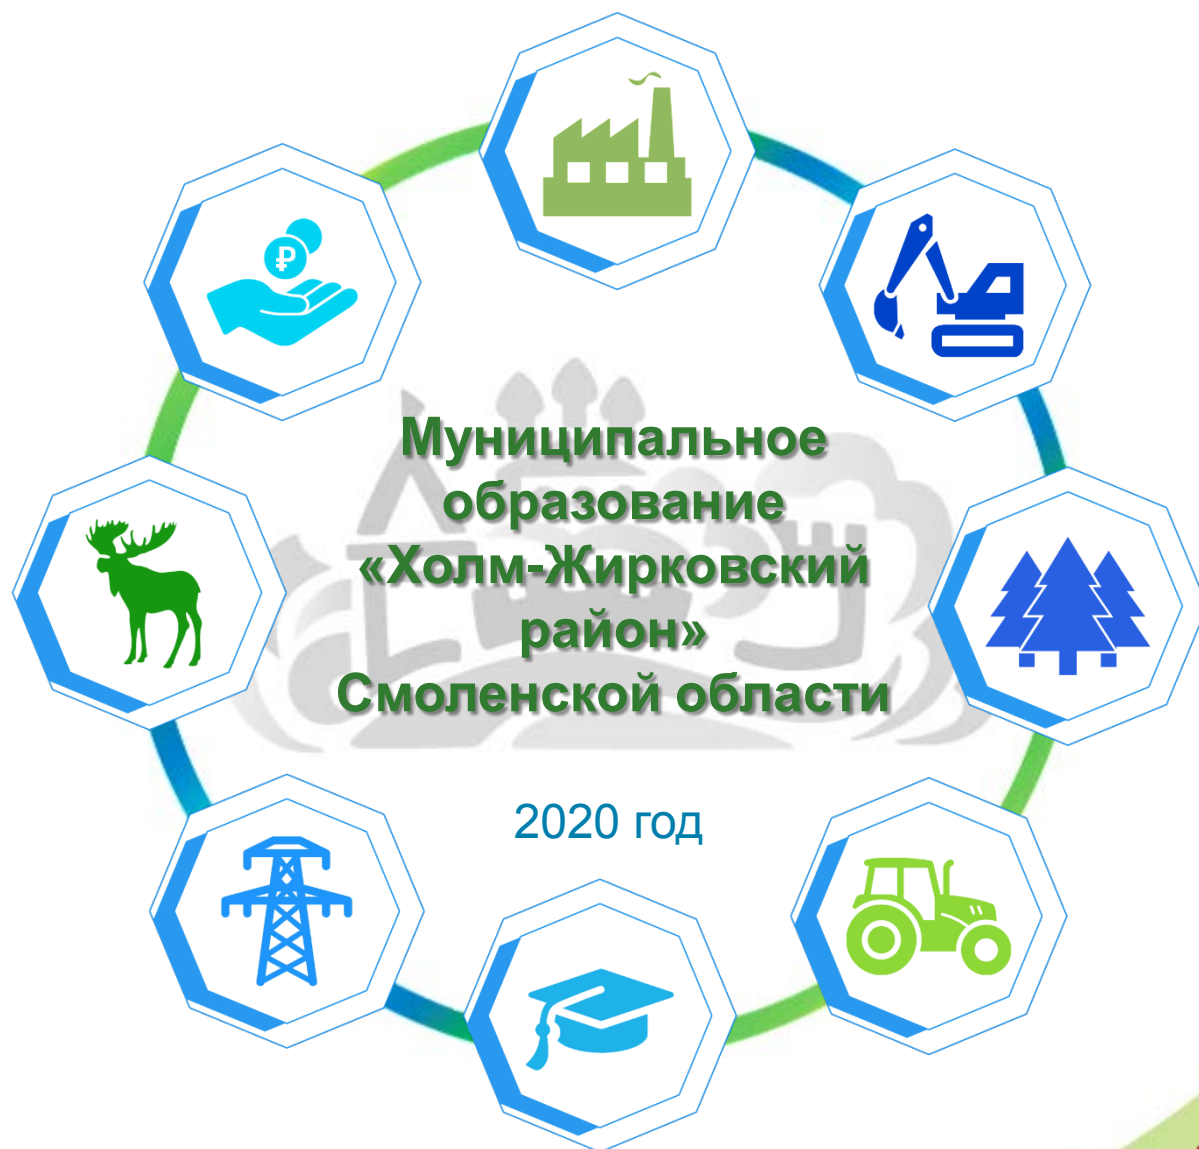 Муниципальное
образование
«Холм-Жирковский
район»
Смоленской области
2020 год